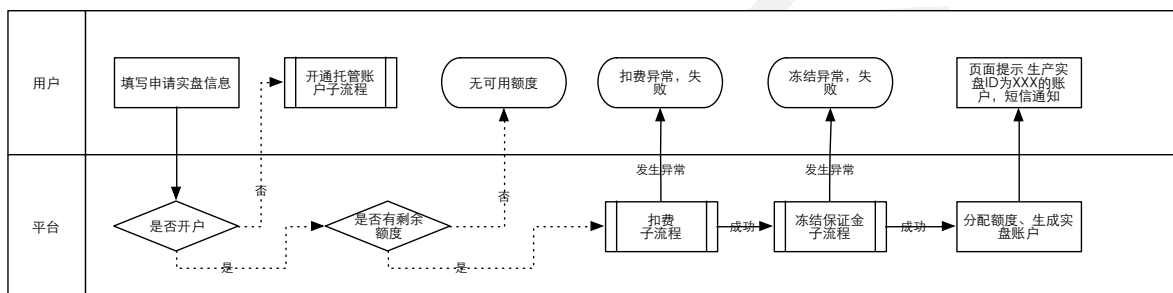 用户
填写申请实盘信息
开通托管账
户子流程
无可用额度
扣费异常，失
败
冻结异常，失
败
页面提示 生产实
盘ID为XXX的账
户，短信通知
否
否
发生异常
发生异常
平台
是否开户
是否有剩余
额度
扣费
子流程
成功
冻结保证金
子流程
成功
分配额度、生成实
盘账户
是
是